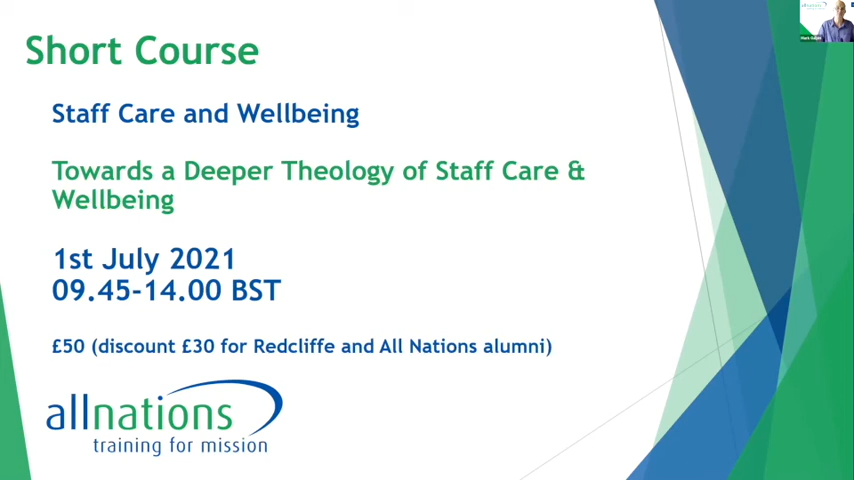 Short Course
Staff Care and Wellbeing
Towards a Deeper Theology of Staff Care &
Wellbeing
1st July 2021
09.45-14.00 BST
£50 (discount £30 for Redcliffe and All Nations alumni)
allnations
training for mission
allnations